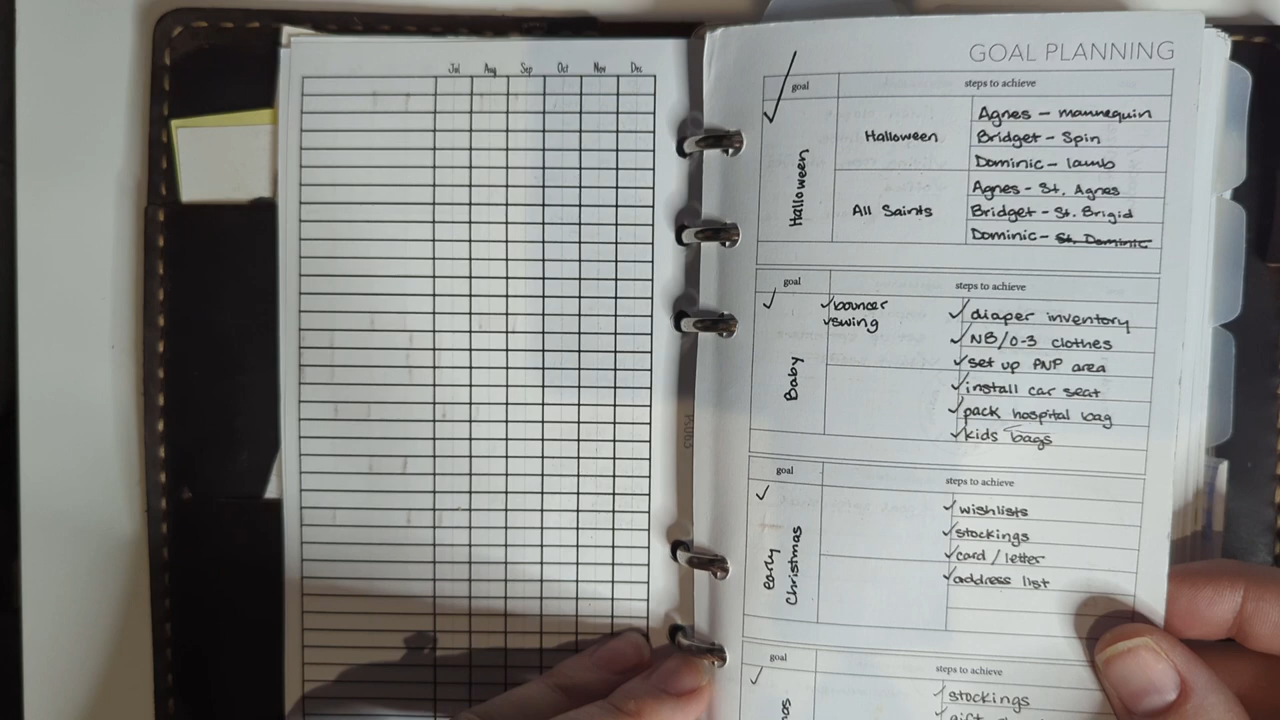 Jul Aug Sep Oct Nov Dec
GOAL PLANNING
goal steps to achieve
Halloween
Halloween
Agnes - mannequin
Bridget - Spin
Dominic - lamb
All Saints
Agnes - St. Agnes
Bridget - St. Brigid
Dominic - St. Dominic
goal steps to achieve
Baby
✓bouncer
✓swing
✓diaper inventory
✓NB/0-3 clothes
✓set up PNP area
✓install car seat
✓pack hospital bag
✓kids bags
goal steps to achieve
early
Christmas
✓wishlists
✓stockings
✓card / letter
✓address list
goal steps to achieve
✓stockings